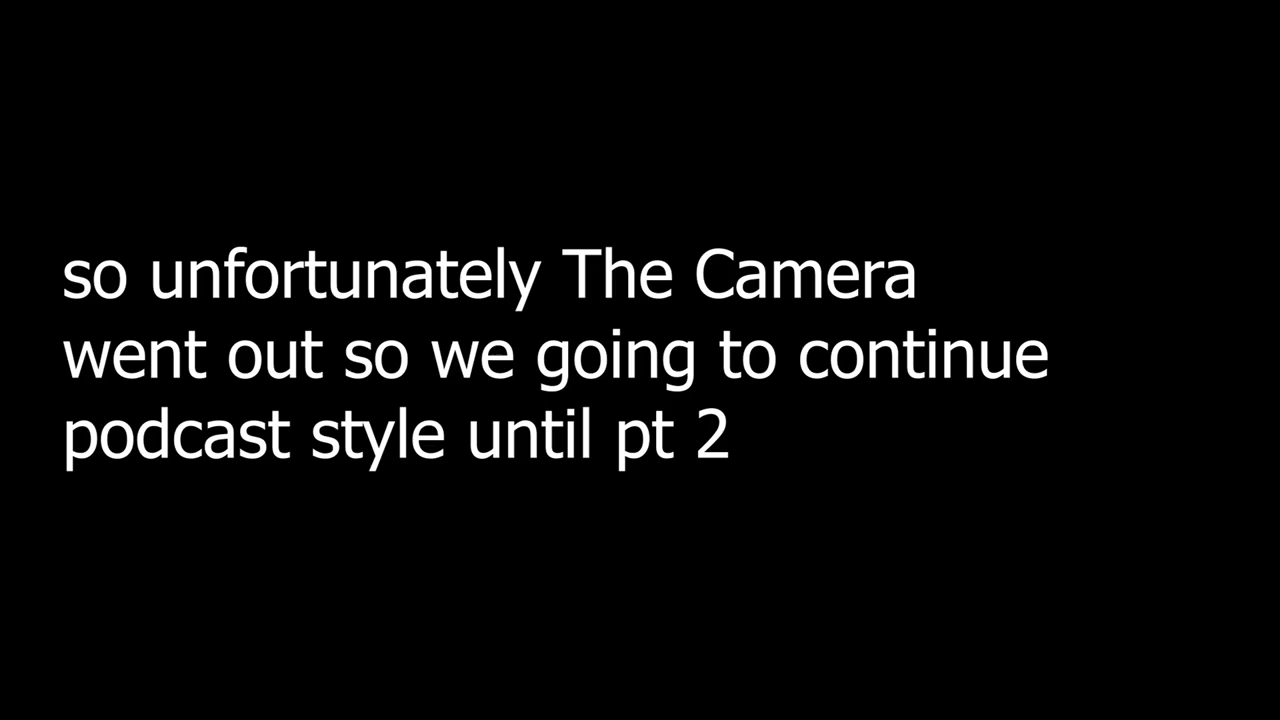 so unfortunately The Camera
went out so we going to continue
podcast style until pt 2